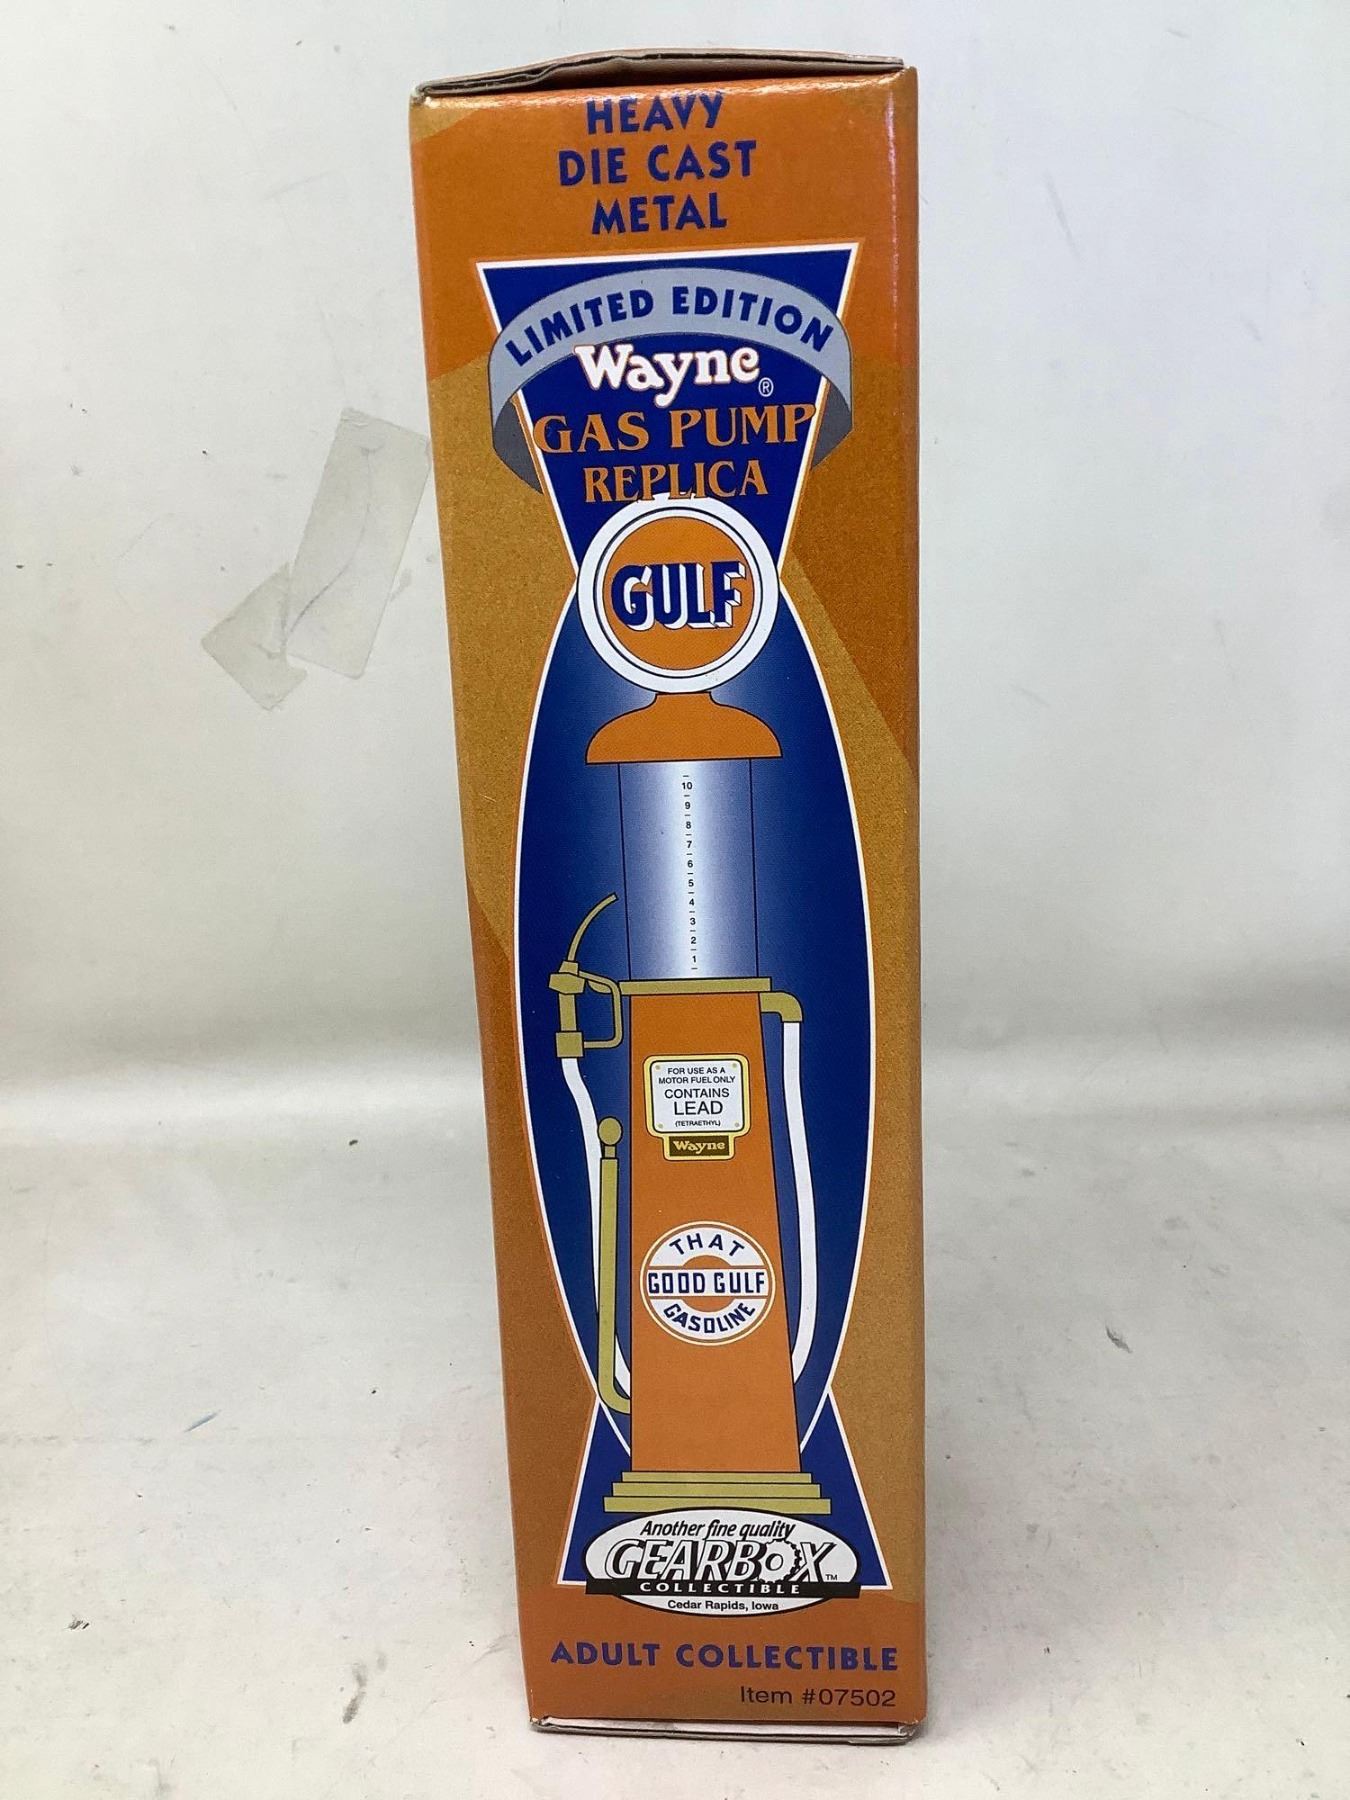 HEAVY
DIE CAST
METAL
LIMITED EDITION
Wayne®
GAS PUMP
REPLICA
GULF
10
9
8
7
6
5
4
3
2
1
FOR USE AS A
MOTOR FUEL ONLY
CONTAINS
LEAD
(TETRAETHYL)
Wayne
THAT
GOOD GULF
GASOLINE
Another fine quality
GEARBOX™
COLLECTIBLE
Cedar Rapids, Iowa
ADULT COLLECTIBLE
Item #07502